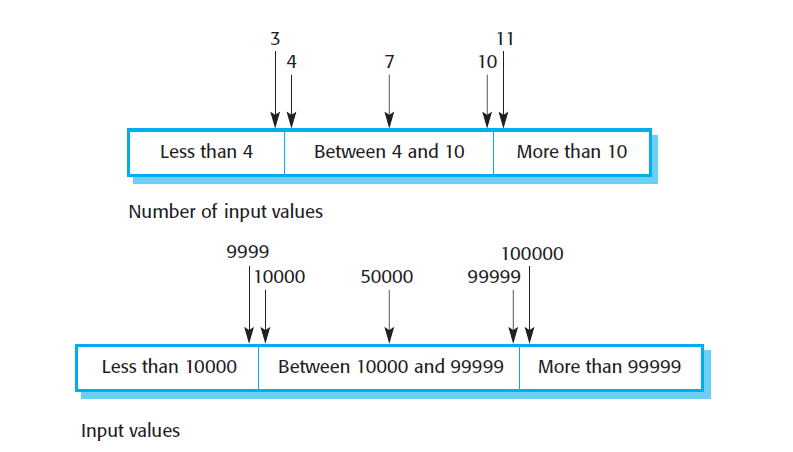 3
11
4
7
10
Less than 4
Between 4 and 10
More than 10
Number of input values
9999
100000
10000
50000
99999
Less than 10000
Between 10000 and 99999
More than 99999
Input values